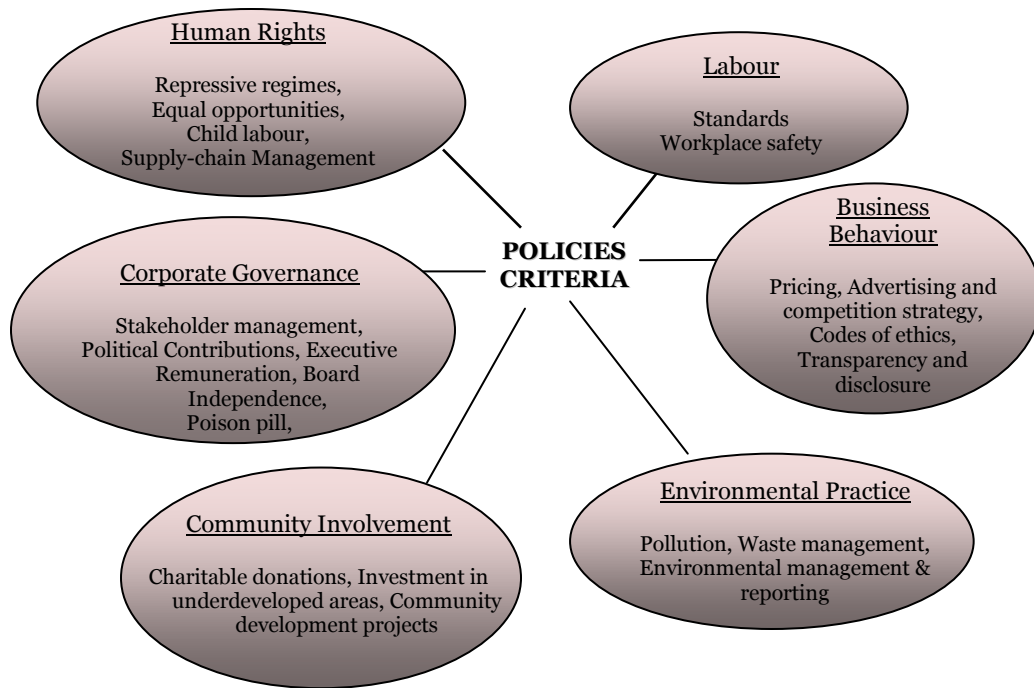 Human Rights
Repressive regimes,
Equal opportunities,
Child labour,
Supply-chain Management
Labour
Standards
Workplace safety
POLICIES
CRITERIA
Business
Behaviour
Pricing, Advertising and
competition strategy,
Codes of ethics,
Transparency and
disclosure
Corporate Governance
Stakeholder management,
Political Contributions, Executive
Remuneration, Board
Independence,
Poison pill,
Community Involvement
Charitable donations, Investment in
underdeveloped areas, Community
development projects
Environmental Practice
Pollution, Waste management,
Environmental management &
reporting